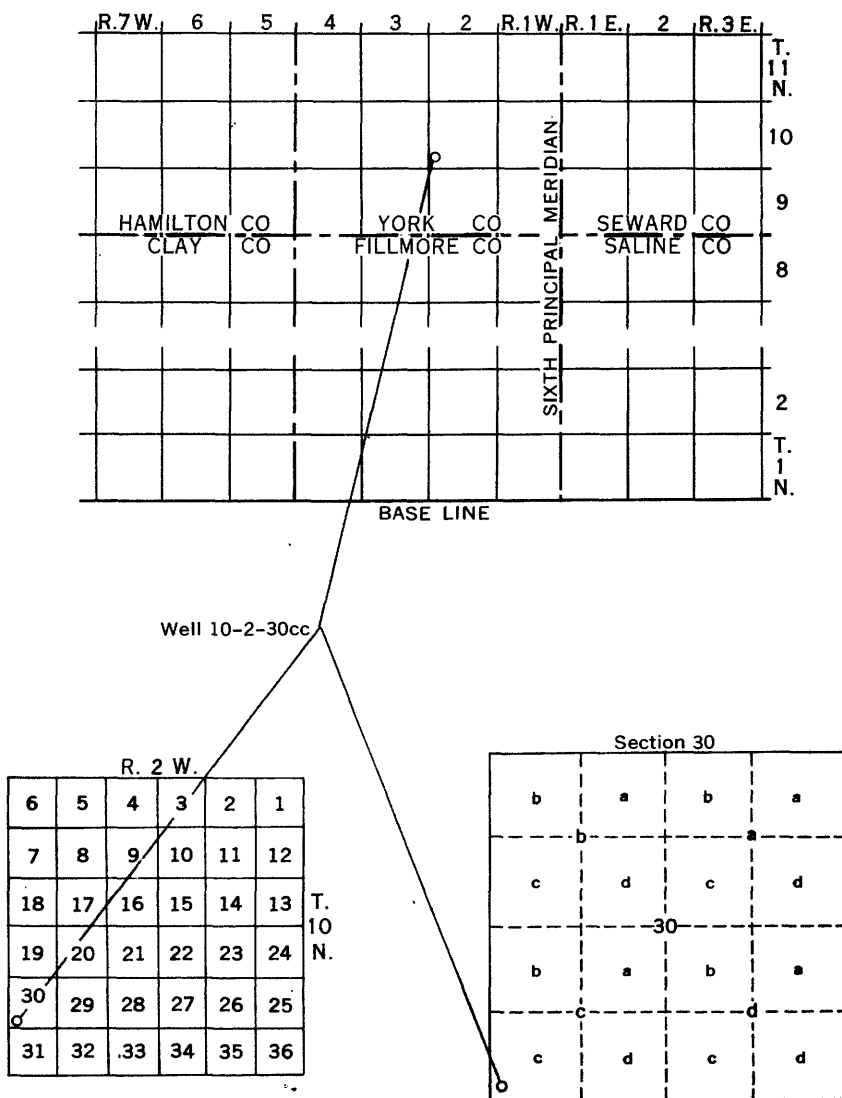 R.7 W. 6 5 4 3 2 R.1W. R.1 E. 2 R.3 E.
T.
11
N.
10
9
HAMILTON CO YORK CO SEWARD CO
CLAY CO FILLMORE CO SALINE CO
8
SIXTH PRINCIPAL MERIDIAN
2
T.
1
N.
BASE LINE
Well 10-2-30cc
R. 2 W.
6 5 4 3 2 1
7 8 9 10 11 12
18 17 16 15 14 13
19 20 21 22 23 24
30 29 28 27 26 25
31 32 .33 34 35 36
T.
10
N.
Section 30
b a b a
b a
c d c d
30
b a b a
c d
c d c d